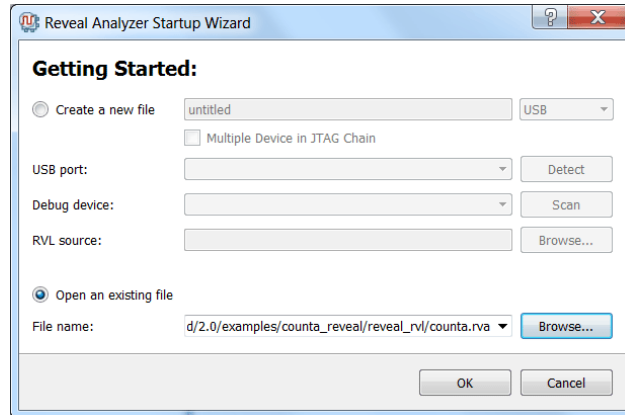 Reveal Analyzer Startup Wizard
Getting Started:
Create a new file untitled USB
Multiple Device in JTAG Chain
USB port: Detect
Debug device: Scan
RVL source: Browse...
Open an existing file
File name: d/2.0/examples/counta_reveal/reveal_rvl/counta.rva Browse...
OK Cancel